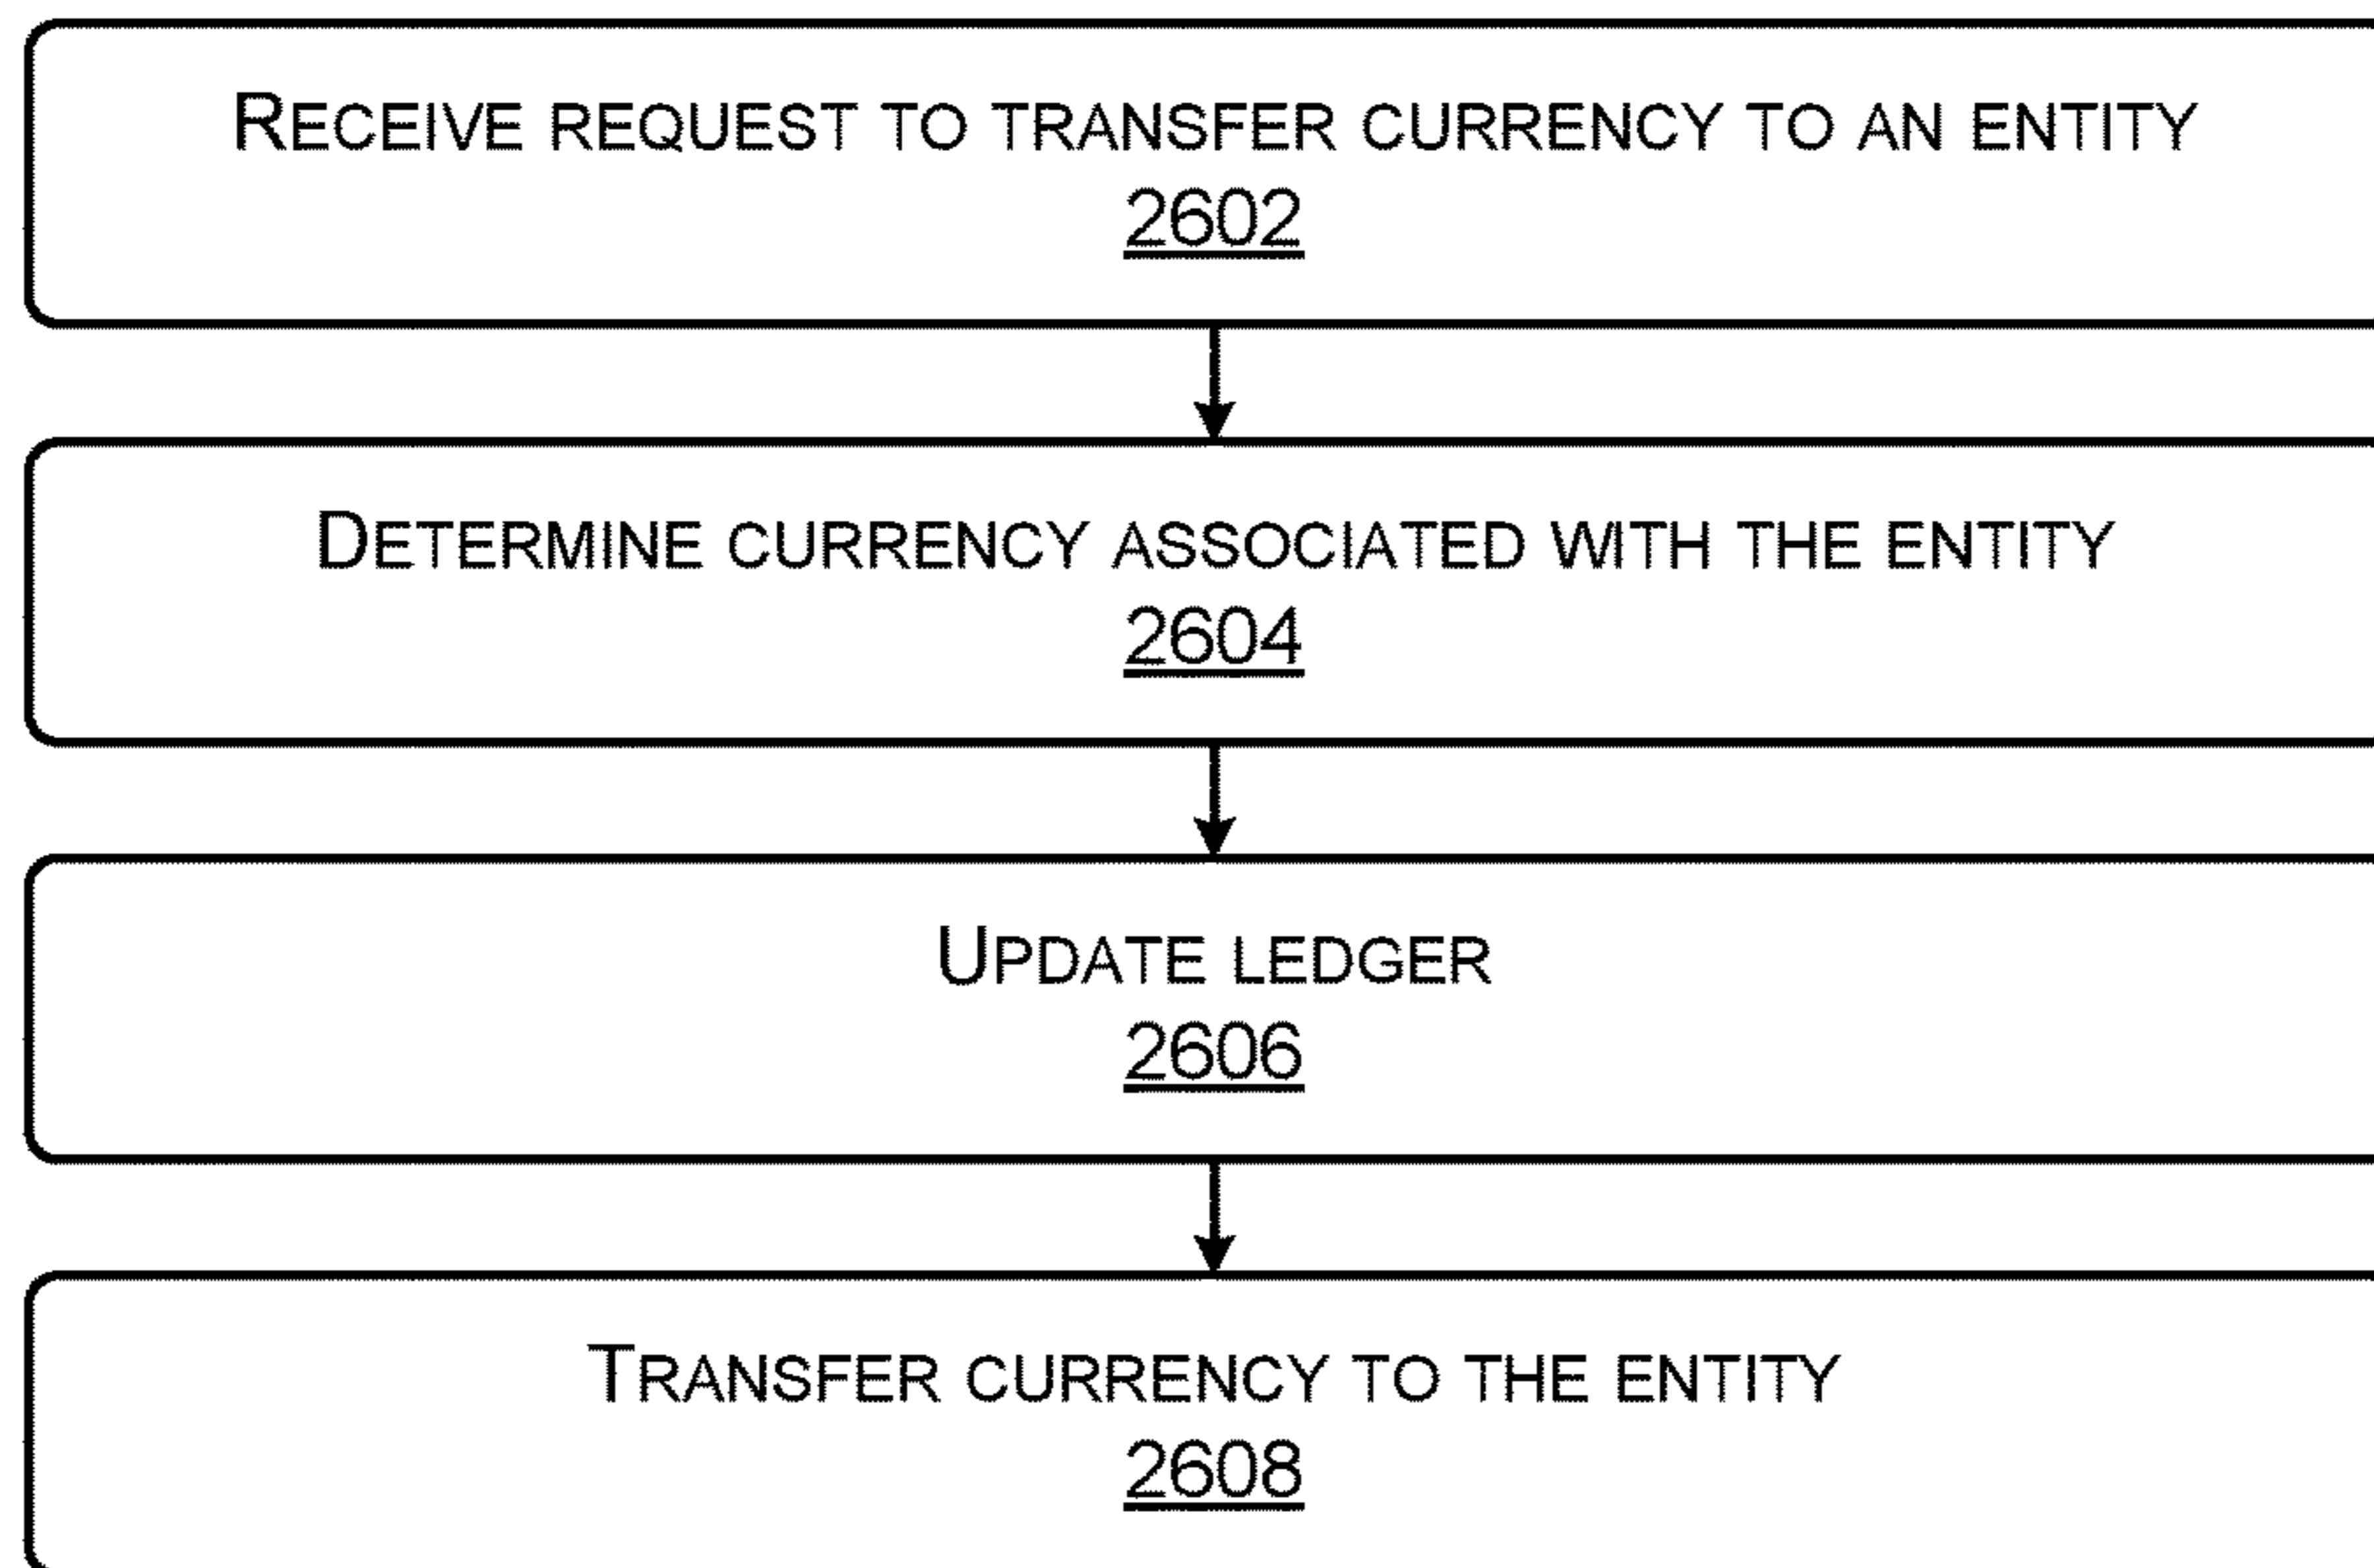 RECEIVE REQUEST TO TRANSFER CURRENCY TO AN ENTITY
2602
DETERMINE CURRENCY ASSOCIATED WITH THE ENTITY
2604
UPDATE LEDGER
2606
TRANSFER CURRENCY TO THE ENTITY
2608